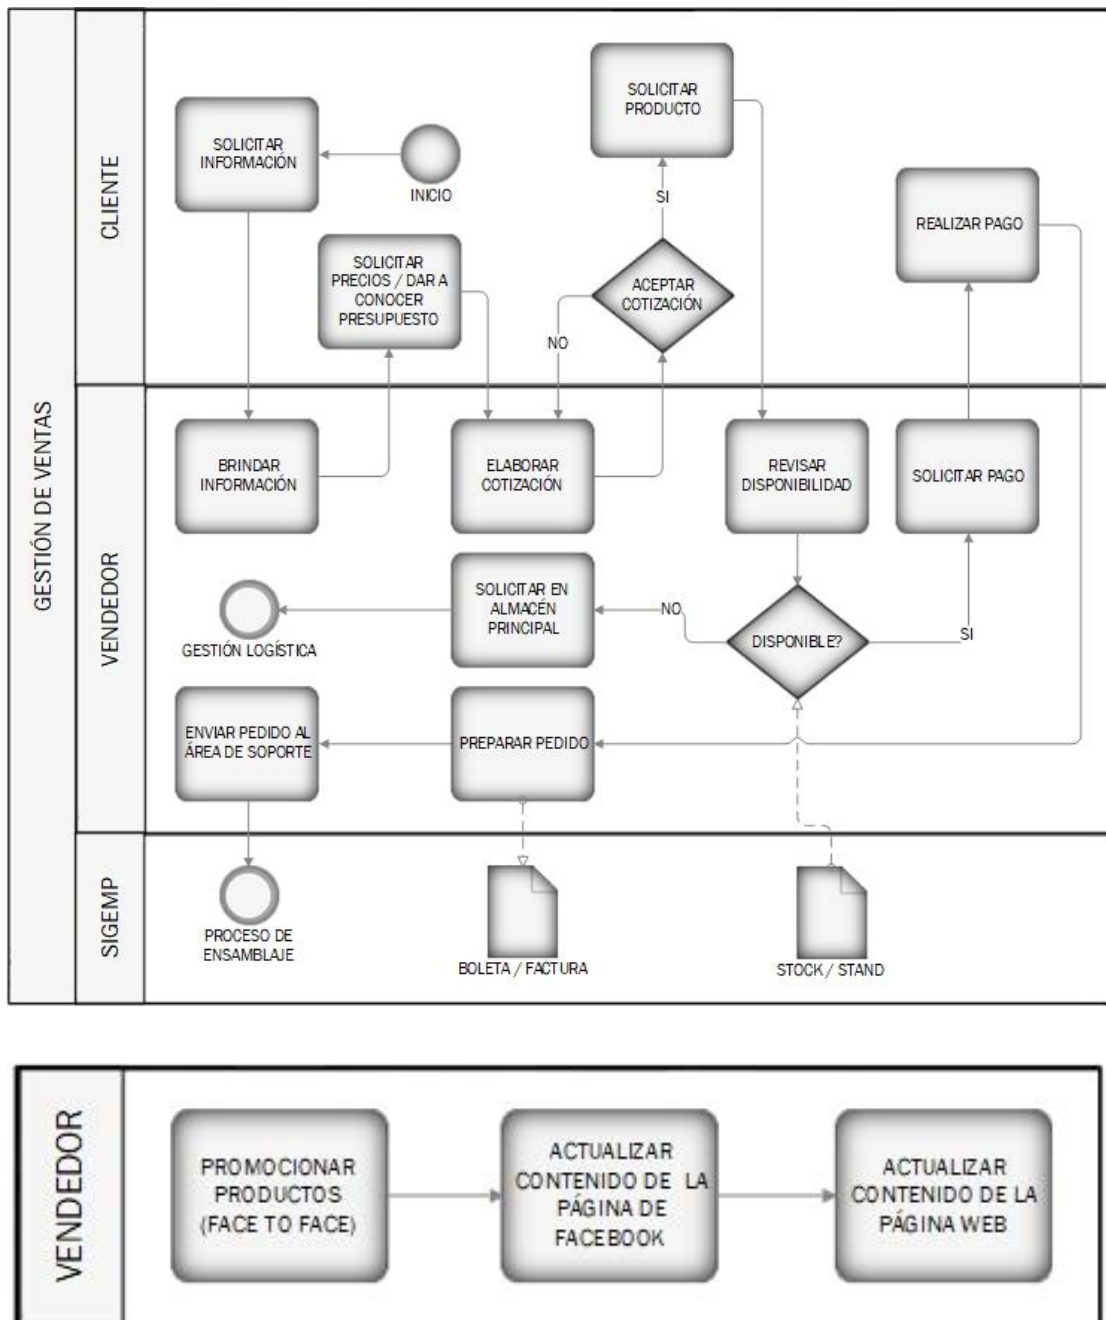 GESTIÓN DE VENTAS
CLIENTE
SOLICITAR
INFORMACIÓN
INICIO
SOLICITAR
PRECIOS / DAR A
CONOCER
PRESUPUESTO
SOLICITAR
PRODUCTO
SI
ACEPTAR
COTIZACIÓN
NO
REALIZAR PAGO
VENDEDOR
BRINDAR
INFORMACIÓN
ELABORAR
COTIZACIÓN
REVISAR
DISPONIBILIDAD
SOLICITAR PAGO
GESTIÓN LOGÍSTICA
SOLICITAR EN
ALMACÉN
PRINCIPAL
NO
DISPONIBLE?
SI
ENVIAR PEDIDO AL
ÁREA DE SOPORTE
PREPARAR PEDIDO
SIGEMP
PROCESO DE
ENSAMBLAJE
BOLETA / FACTURA
STOCK / STAND
VENDEDOR
PROMOCIONAR
PRODUCTOS
(FACE TO FACE)
ACTUALIZAR
CONTENIDO DE LA
PÁGINA DE
FACEBOOK
ACTUALIZAR
CONTENIDO DE LA
PÁGINA WEB